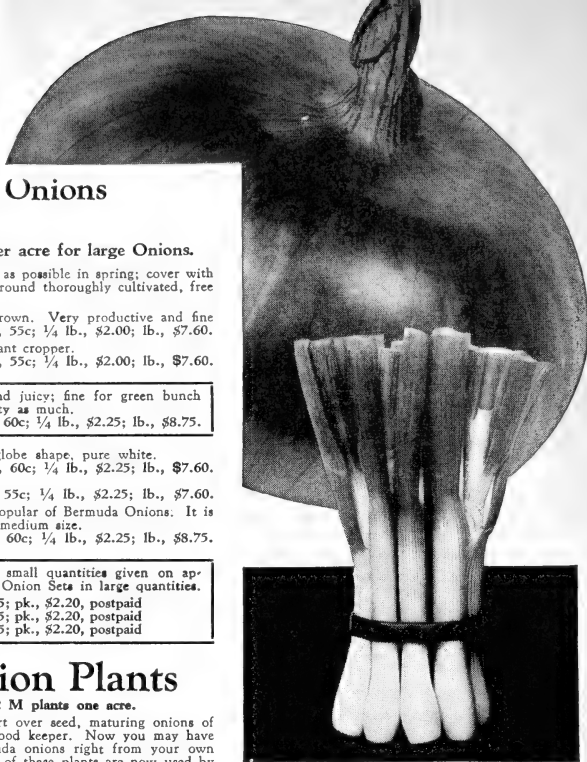 Onions
er acre for large Onions.
as possible in spring; cover with
round thoroughly cultivated, free
rown. Very productive and fine
, 55c; ¼ lb., $2.00; lb., $7.60.
ant cropper.
, 55c; ¼ lb., $2.00; lb., $7.60.
nd juicy; fine for green bunch
ty as much.
60c; ¼ lb., $2.25; lb., $8.75.
globe shape, pure white.
, 60c; ¼ lb., $2.25; lb., $7.60.
55c; ¼ lb., $2.25; lb., $7.60.
opular of Bermuda Onions. It is
medium size.
60c; ¼ lb., $2.25; lb., $8.75.
small quantities given on ap-
Onion Sets in large quantities.
5; pk., $2.20, postpaid
5; pk., $2.20, postpaid
5; pk., $2.20, postpaid
ion Plants
M plants one acre.
rt over seed, maturing onions of
ood keeper. Now you may have
uda onions right from your own
of these plants are now used by